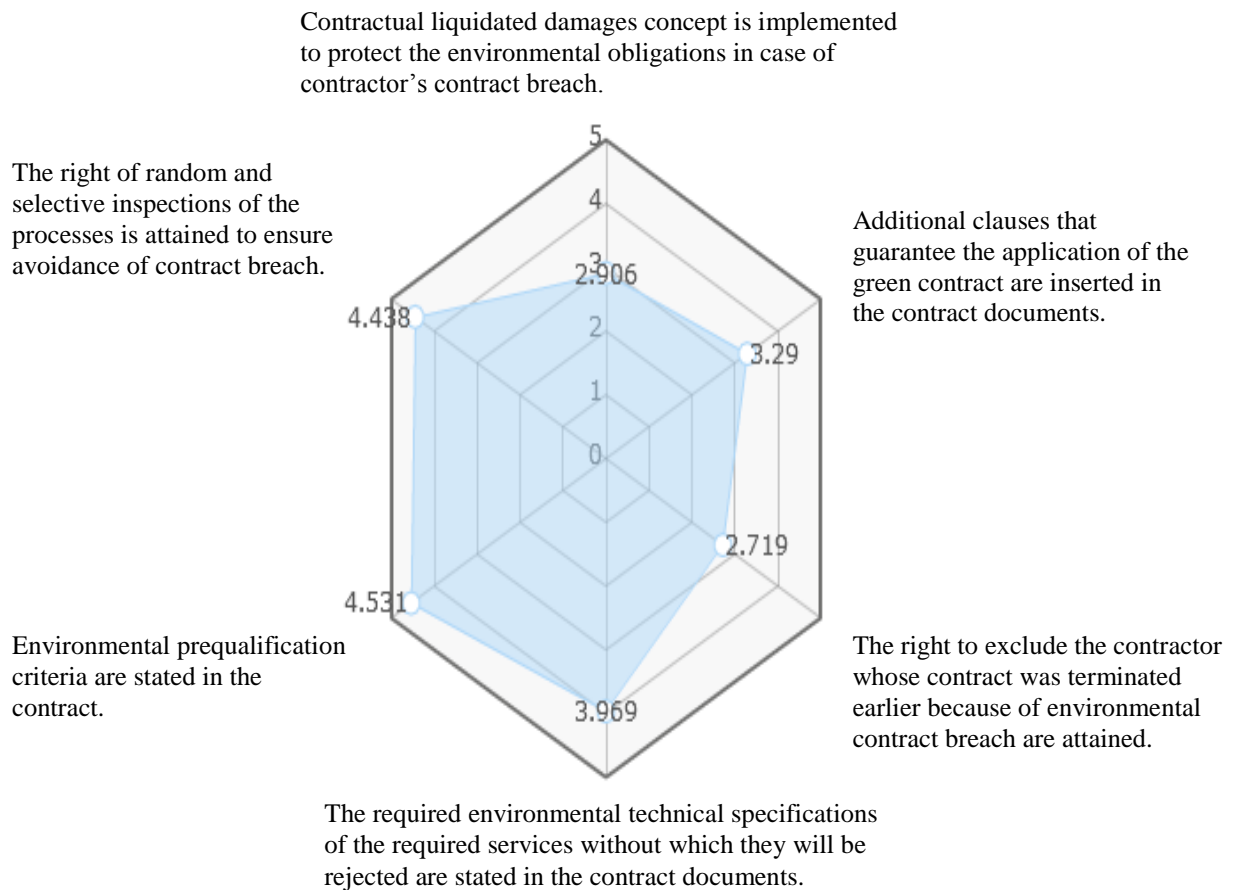 Contractual liquidated damages concept is implemented
to protect the environmental obligations in case of
contractor's contract breach.
The right of random and
selective inspections of the
processes is attained to ensure
avoidance of contract breach.
Additional clauses that
guarantee the application of the
green contract are inserted in
the contract documents.
5
4
3
2.906
2
1
0
4.438
3.29
2.719
4.531
3.969
Environmental prequalification
criteria are stated in the
contract.
The right to exclude the contractor
whose contract was terminated
earlier because of environmental
contract breach are attained.
The required environmental technical specifications
of the required services without which they will be
rejected are stated in the contract documents.